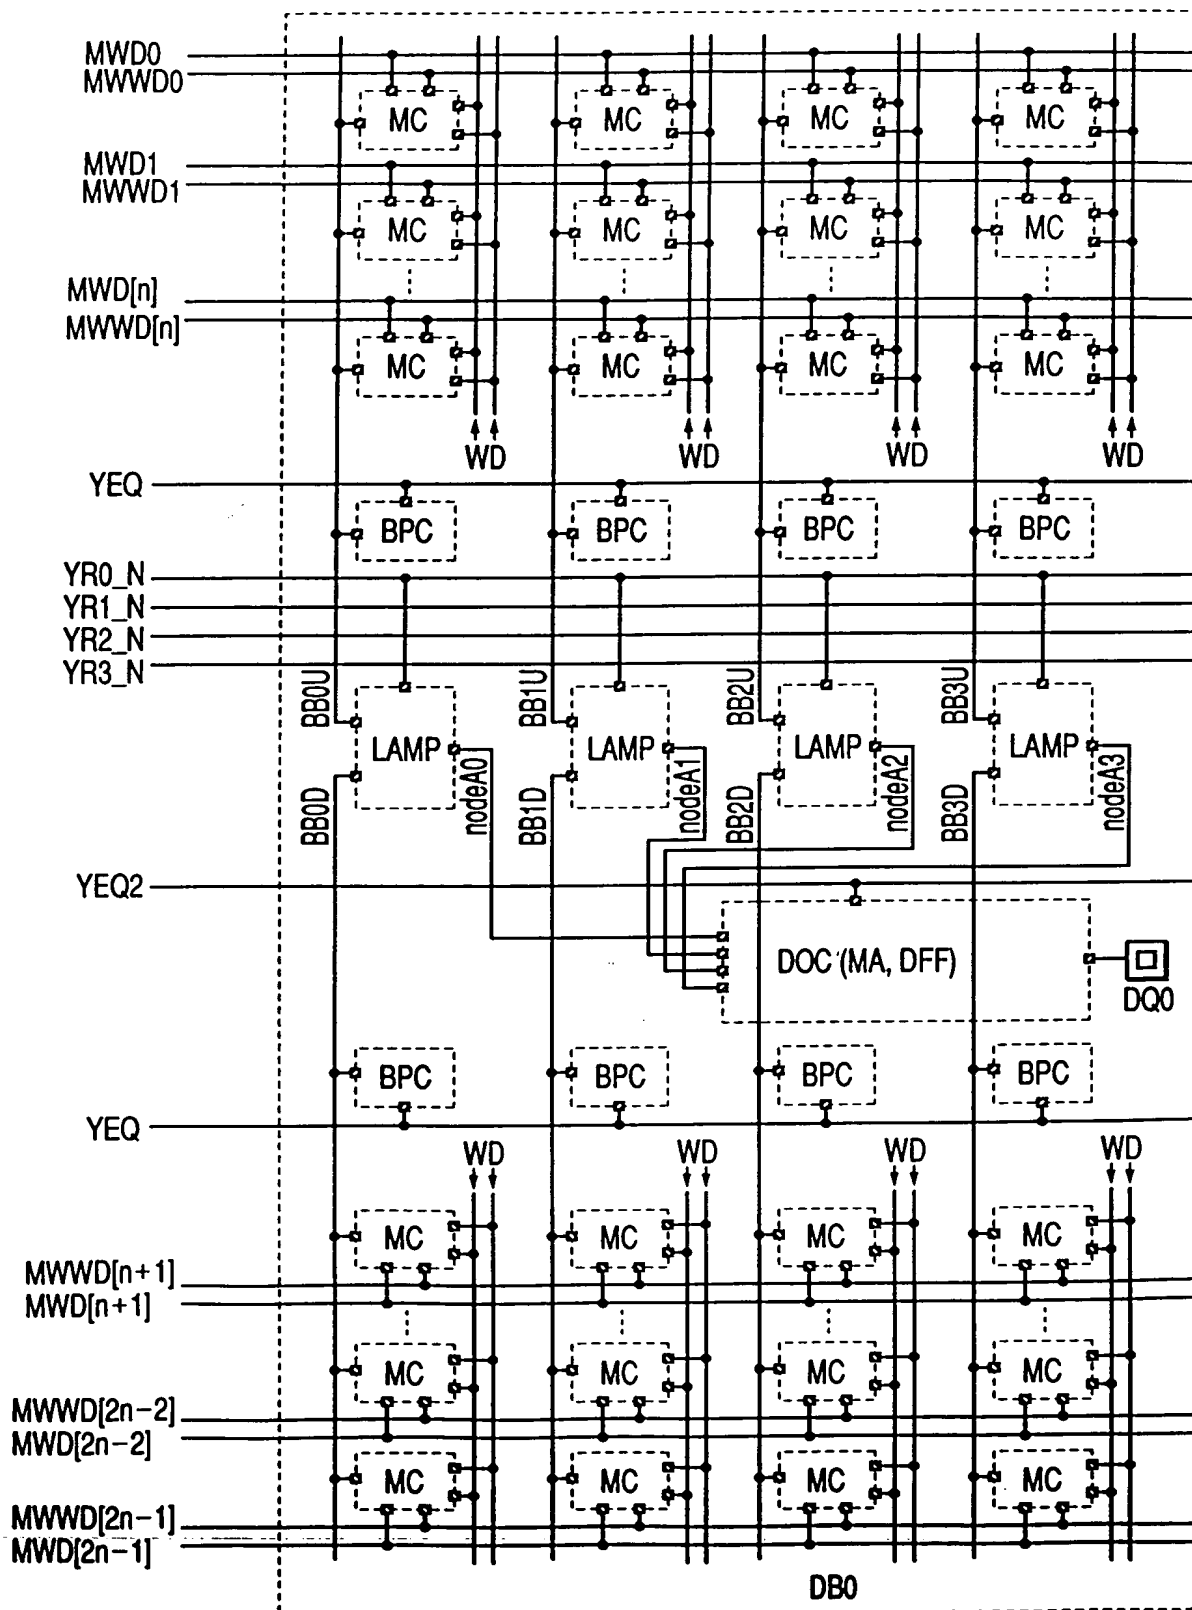 MWD0
MWWD0
MC MC MC MC
MWD1
MWWD1
MC MC MC MC
MWD[n]
MWWD[n]
MC MC MC MC
WD WD WD WD
YEQ
BPC BPC BPC BPC
YR0_N
YR1_N
YR2_N
YR3_N
BB0U BB1U BB2U BB3U
LAMP LAMP LAMP LAMP
nodeA0 nodeA1 nodeA2 nodeA3
BB0D BB1D BB2D BB3D
YEQ2
DOC (MA, DFF)
DQ0
BPC BPC BPC BPC
YEQ
WD WD WD WD
MC MC MC MC
MWWD[n+1]
MWD[n+1]
MC MC MC MC
MWWD[2n-2]
MWD[2n-2]
MC MC MC MC
MWWD[2n-1]
MWD[2n-1]
DB0